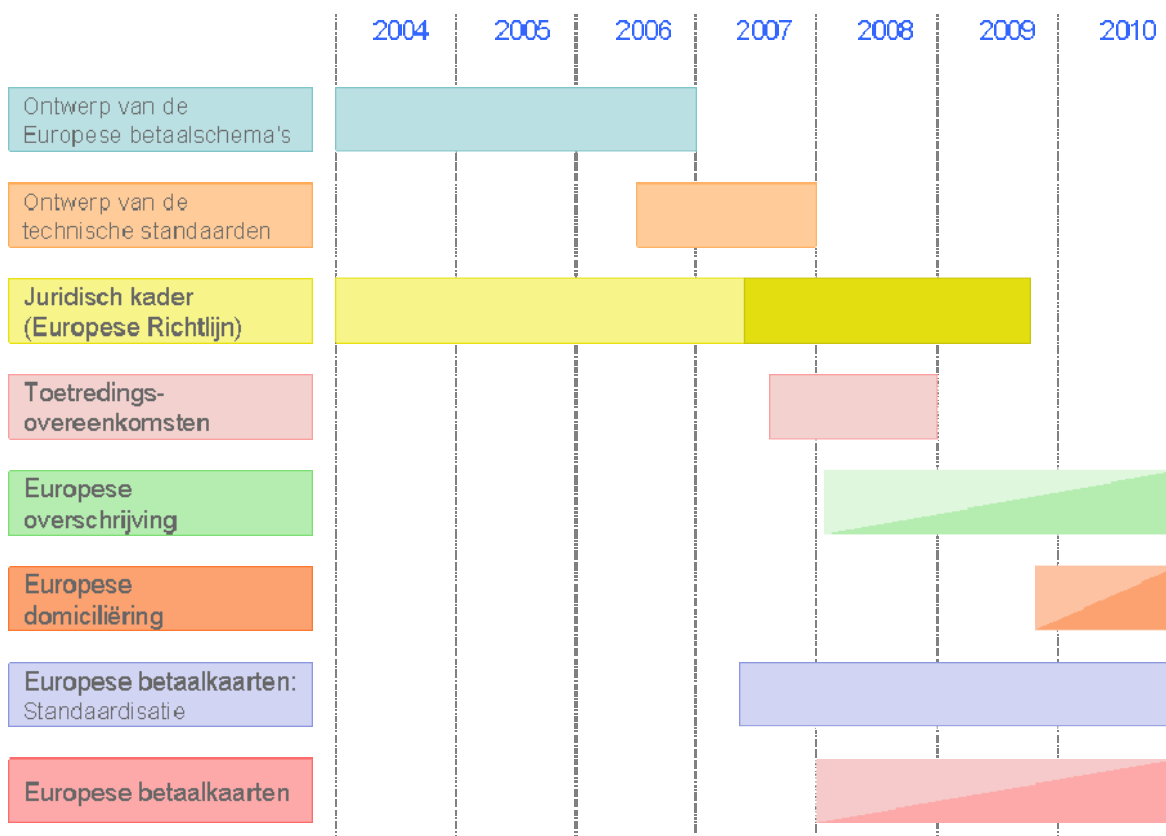 2004 2005 2006 2007 2008 2009 2010
Ontwerp van de
Europese betaalschema's
Ontwerp van de
technische standaarden
Juridisch kader
(Europese Richtlijn)
Toetredings-
overeenkomsten
Europese
overschrijving
Europese
domiciliëring
Europese betaalkaarten:
Standaardisatie
Europese betaalkaarten